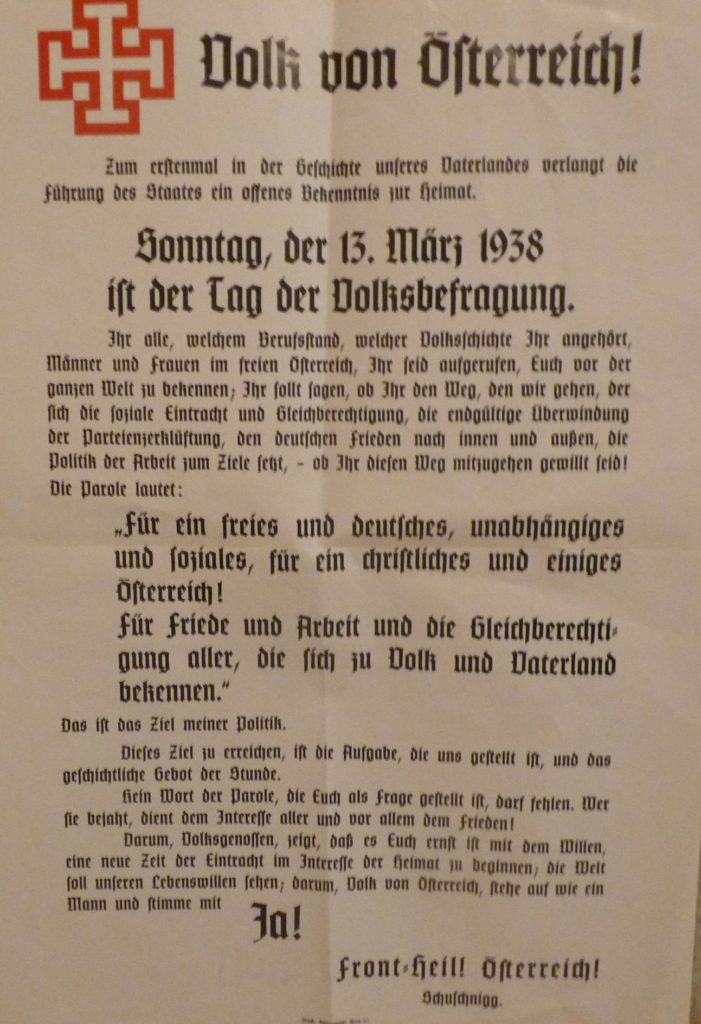 Volk von Österreich!
Zum erstenmal in der Geschichte unseres Vaterlandes verlangt die
Führung des Staates ein offenes Bekenntnis zur Heimat.
Sonntag, der 13. März 1938
ist der Tag der Volksbefragung.
Ihr alle, welchem Berufsstand, welcher Volksschichte Ihr angehört,
Männer und Frauen im freien Österreich, Ihr seid aufgerufen, Euch vor der
ganzen Welt zu bekennen; Ihr sollt sagen, ob Ihr den Weg, den wir gehen, der
sich die soziale Eintracht und Gleichberechtigung, die endgültige Überwindung
der Parteienzerklüftung, den deutschen Frieden nach innen und außen, die
Politik der Arbeit zum Ziele setzt, - ob Ihr diesen Weg mitzugehen gewillt seid!
Die Parole lautet:
„Für ein freies und deutsches, unabhängiges
und soziales, für ein christliches und einiges
Österreich!
Für Friede und Arbeit und die Gleichberechti-
gung aller, die sich zu Volk und Vaterland
bekennen.“
Das ist das Ziel meiner Politik.
Dieses Ziel zu erreichen, ist die Aufgabe, die uns gestellt ist, und das
geschichtliche Gebot der Stunde.
Kein Wort der Parole, die Euch als Frage gestellt ist, darf fehlen. Wer
sie bejaht, dient dem Interesse aller und vor allem dem Frieden!
Darum, Volksgenossen, zeigt, daß es Euch ernst ist mit dem Willen,
eine neue Zeit der Eintracht im Interesse der Heimat zu beginnen; die Welt
soll unseren Lebenswillen sehen; darum, Volk von Österreich, stehe auf wie ein
Mann und stimme mit
Ja!
Front-Heil! Österreich!
Schuschnigg.